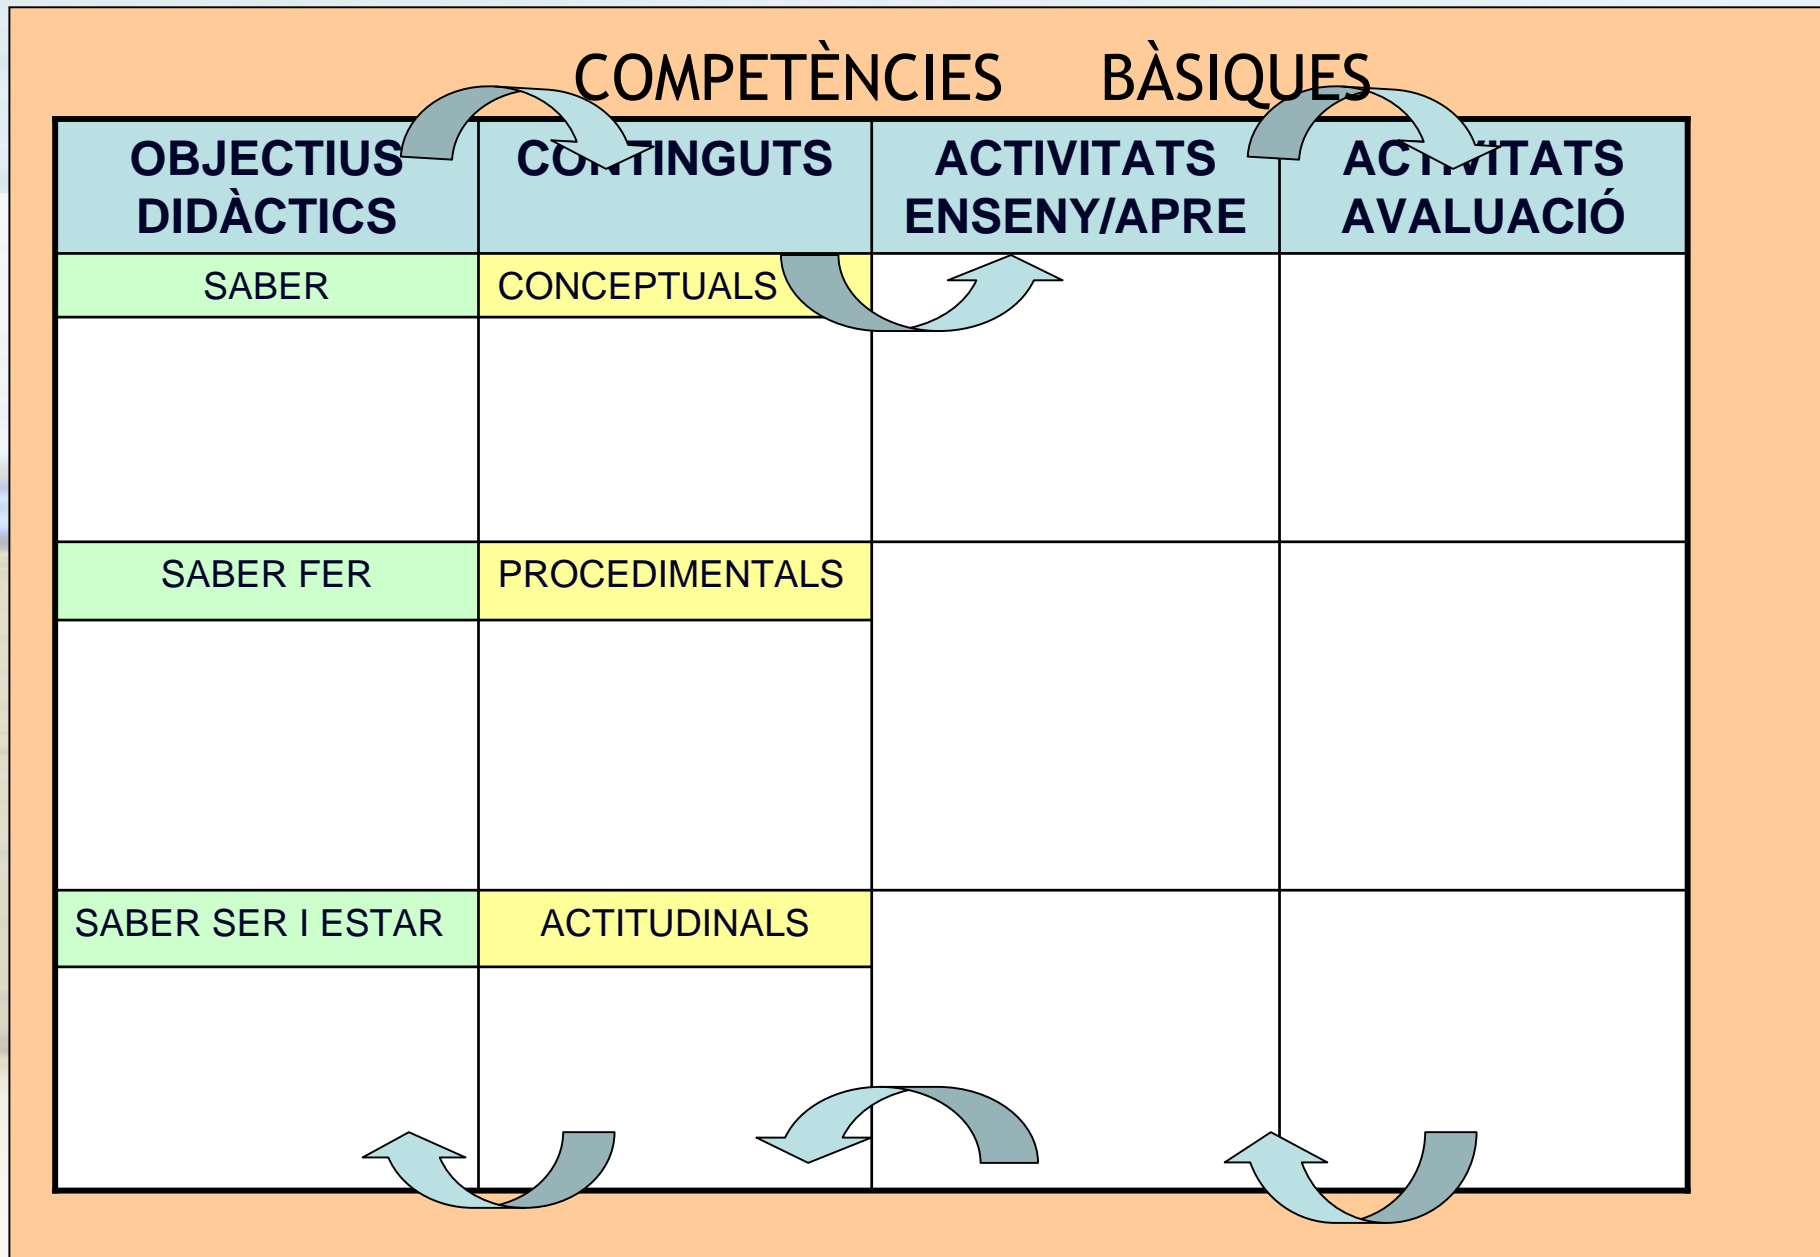 COMPETÈNCIES BÀSIQUES
OBJECTIUS
DIDÀCTICS
CONTINGUTS
ACTIVITATS
ENSENY/APRE
ACTIVITATS
AVALUACIÓ
SABER
CONCEPTUALS
SABER FER
PROCEDIMENTALS
SABER SER I ESTAR
ACTITUDINALS